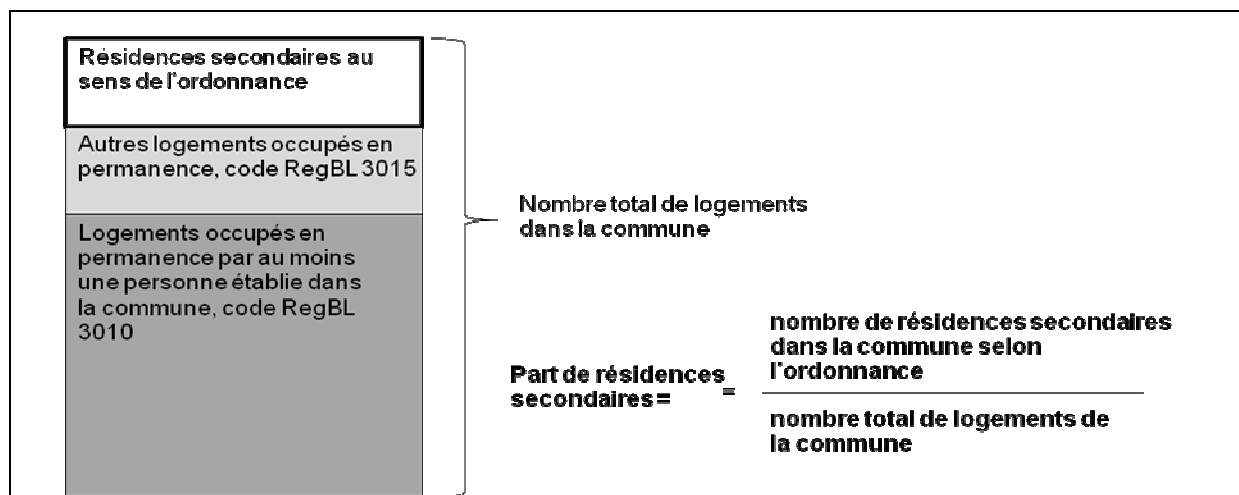 Résidences secondaires au
sens de l'ordonnance
Autres logements occupés en
permanence, code RegBL 3015
Logements occupés en
permanence par au moins
une personne établie dans
la commune, code RegBL
3010
Nombre total de logements
dans la commune
Part de résidences
secondaires = =
nombre de résidences secondaires
dans la commune selon
l'ordonnance
nombre total de logements de
la commune